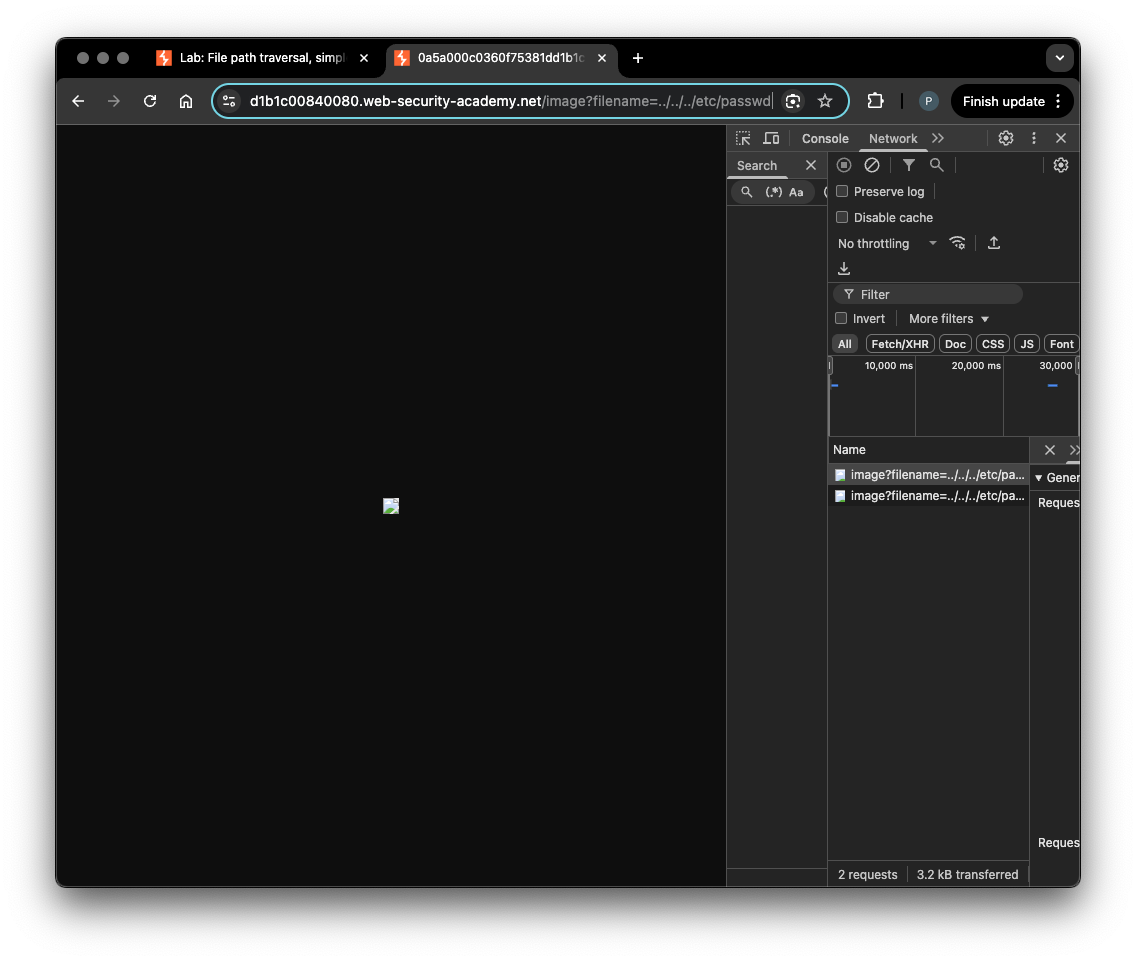 Lab: File path traversal, simpl
0a5a000c0360f75381dd1b1c
d1b1c00840080.web-security-academy.net/image?filename=../../../etc/passwd
P
Finish update
Console
Network
Search
(.*)
Aa
Preserve log
Disable cache
No throttling
Filter
Invert
More filters
All
Fetch/XHR
Doc
CSS
JS
Font
10,000 ms
20,000 ms
30,000
Name
image?filename=../../../etc/pa...
Gener
image?filename=../../../etc/pa...
Reques
Reques
2 requests
3.2 kB transferred